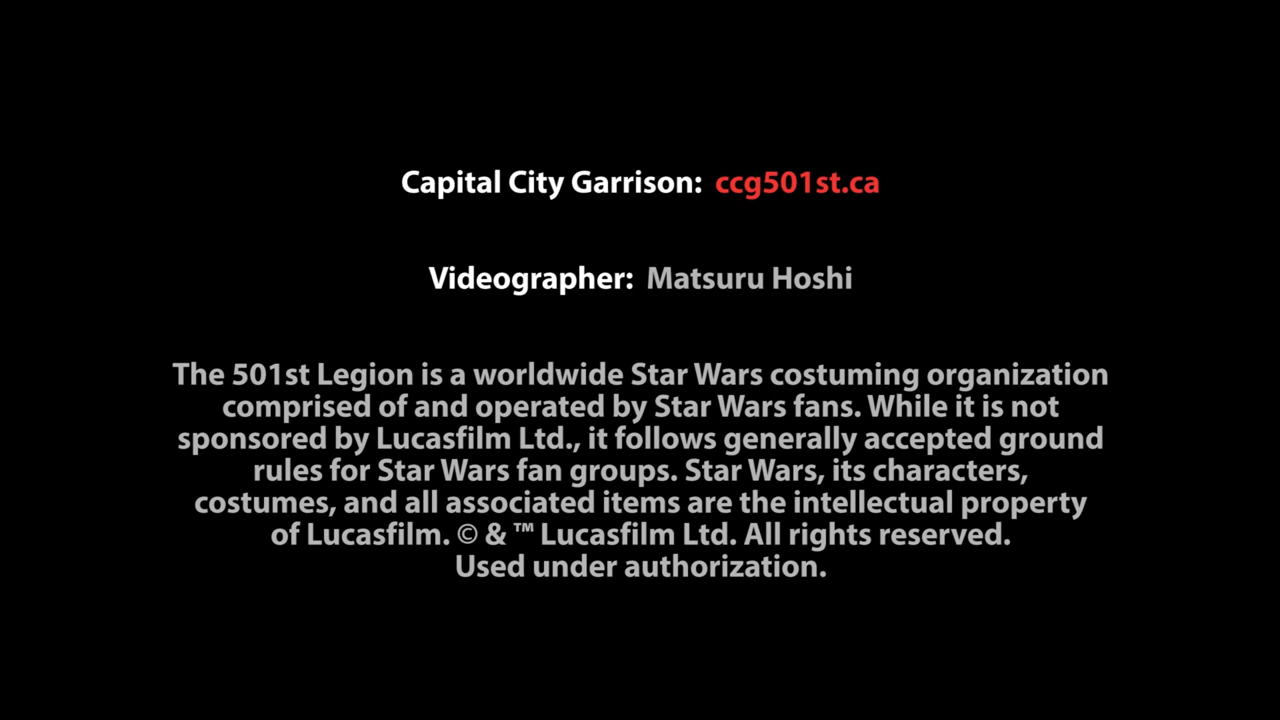 Capital City Garrison: ccg501st.ca
Videographer: Matsuru Hoshi
The 501st Legion is a worldwide Star Wars costuming organization
comprised of and operated by Star Wars fans. While it is not
sponsored by Lucasfilm Ltd., it follows generally accepted ground
rules for Star Wars fan groups. Star Wars, its characters,
costumes, and all associated items are the intellectual property
of Lucasfilm. © & ™ Lucasfilm Ltd. All rights reserved.
Used under authorization.